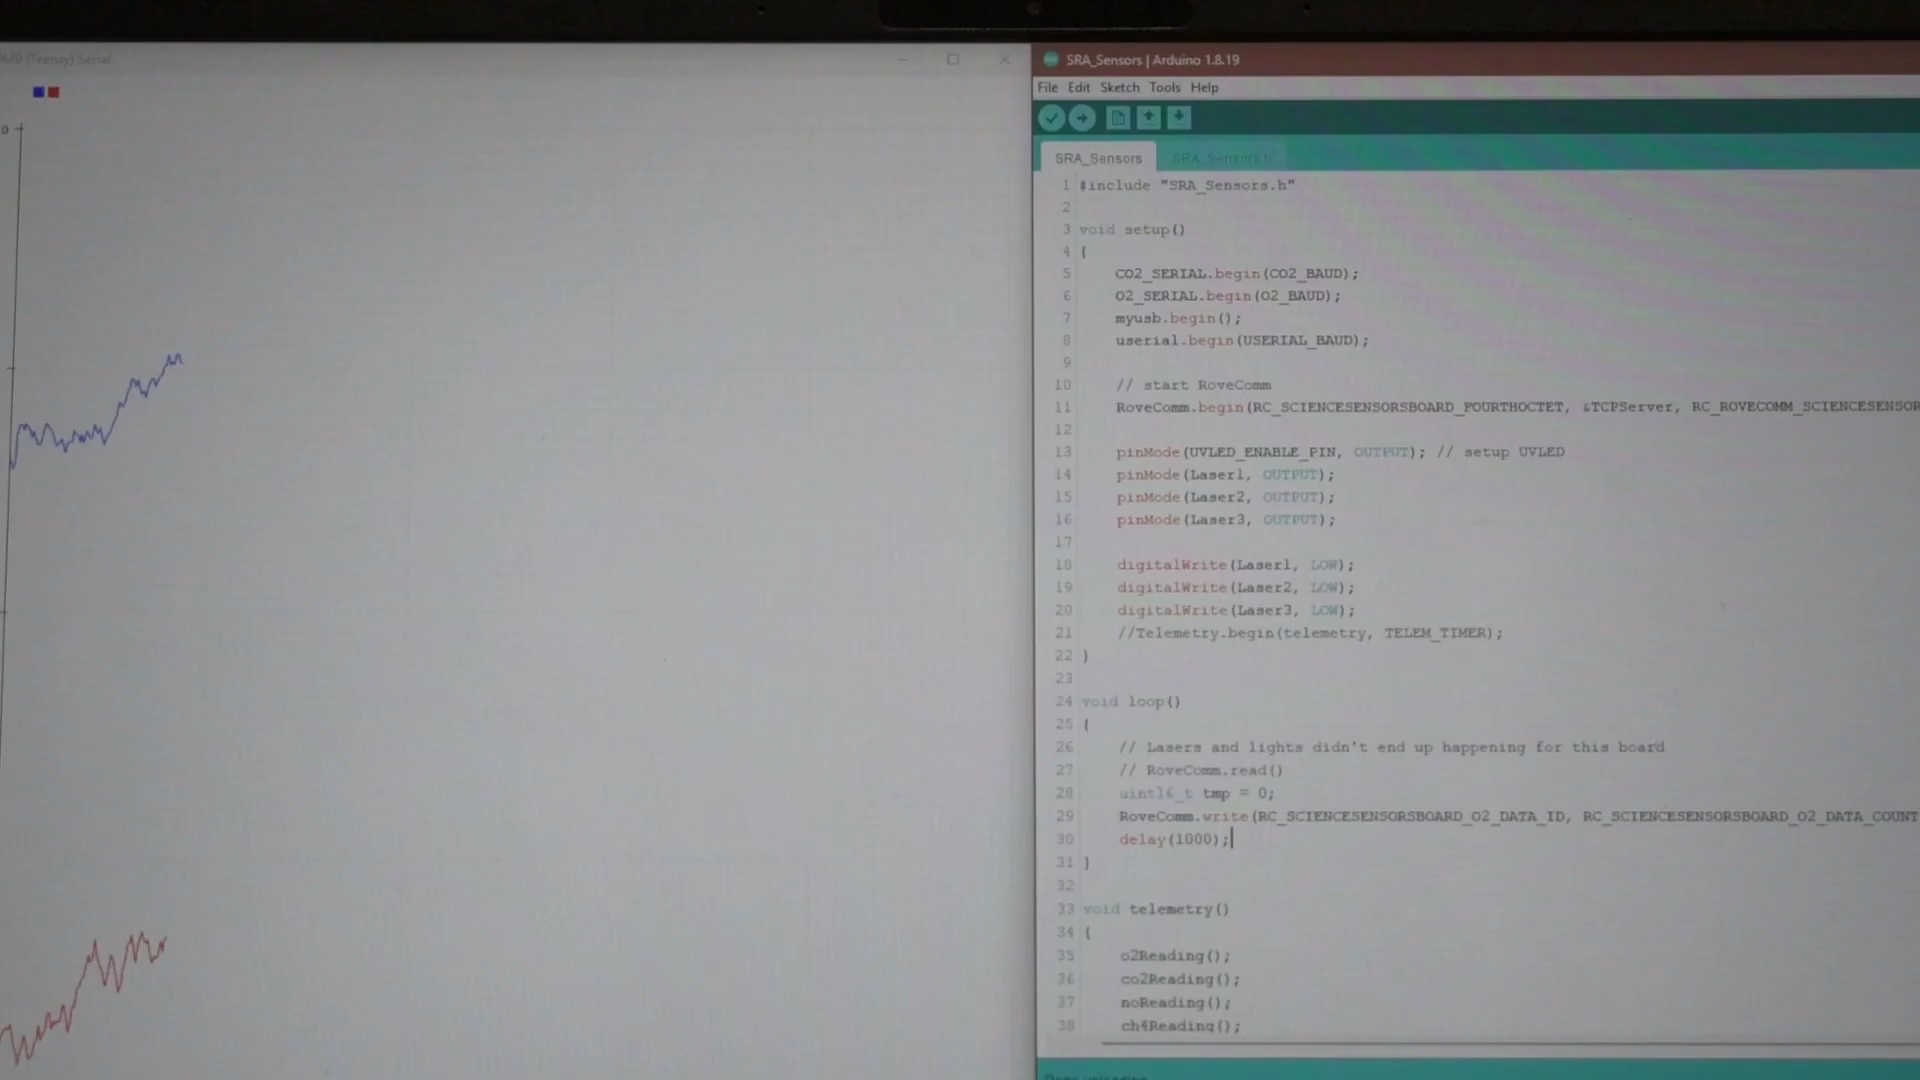 (Teensy) Serial
SRA_Sensors | Arduino 1.8.19
File Edit Sketch Tools Help
SRA_Sensors SRA_Sensors.h
1 #include "SRA_Sensors.h"
2
3 void setup()
4 {
5 CO2_SERIAL.begin(CO2_BAUD);
6 O2_SERIAL.begin(O2_BAUD);
7 myusb.begin();
8 userial.begin(USERIAL_BAUD);
9
10 // start RoveComm
11 RoveComm.begin(RC_SCIENCESENSORSBOARD_FOURTHOCTET, &TCPServer, RC_ROVECOMM_SCIENCESENSOR
12
13 pinMode(UVLED_ENABLE_PIN, OUTPUT); // setup UVLED
14 pinMode(Laser1, OUTPUT);
15 pinMode(Laser2, OUTPUT);
16 pinMode(Laser3, OUTPUT);
17
18 digitalWrite(Laser1, LOW);
19 digitalWrite(Laser2, LOW);
20 digitalWrite(Laser3, LOW);
21 //Telemetry.begin(telemetry, TELEM_TIMER);
22 }
23
24 void loop()
25 {
26 // Lasers and lights didn't end up happening for this board
27 // RoveComm.read()
28 uint16_t tmp = 0;
29 RoveComm.write(RC_SCIENCESENSORSBOARD_O2_DATA_ID, RC_SCIENCESENSORSBOARD_O2_DATA_COUNT
30 delay(1000);
31 }
32
33 void telemetry()
34 {
35 o2Reading();
36 co2Reading();
37 noReading();
38 ch4Reading();